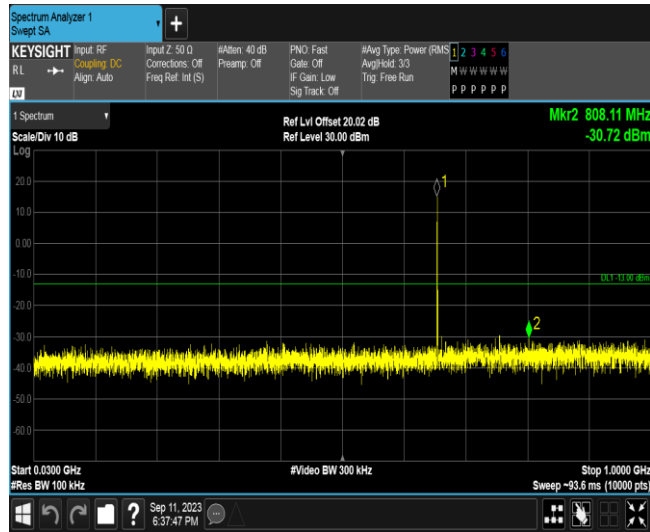 Spectrum Analyzer 1
Swept SA
+
KEYSIGHT Input: RF Input Z: 50 Ω #Atten: 40 dB PNO: Fast #Avg Type: Power (RMS 1 2 3 4 5 6
RL Coupling: DC Corrections: Off Preamp: Off Gate: Off Avg|Hold: 3/3 M W W W W W
Align: Auto Freq Ref: Int (S) IF Gain: Low Trig: Free Run
LXI Sig Track: Off P P P P P P
1 Spectrum Ref Lvl Offset 20.02 dB Mkr2 808.11 MHz
Scale/Div 10 dB Ref Level 30.00 dBm -30.72 dBm
Log
20.0 1
10.0
0.00
-10.0
DL1 -13.00 dBm
-20.0
2
-30.0
-40.0
-50.0
-60.0
Start 0.0300 GHz #Video BW 300 kHz Stop 1.0000 GHz
#Res BW 100 kHz Sweep ~93.6 ms (10000 pts)
? Sep 11, 2023
6:37:47 PM